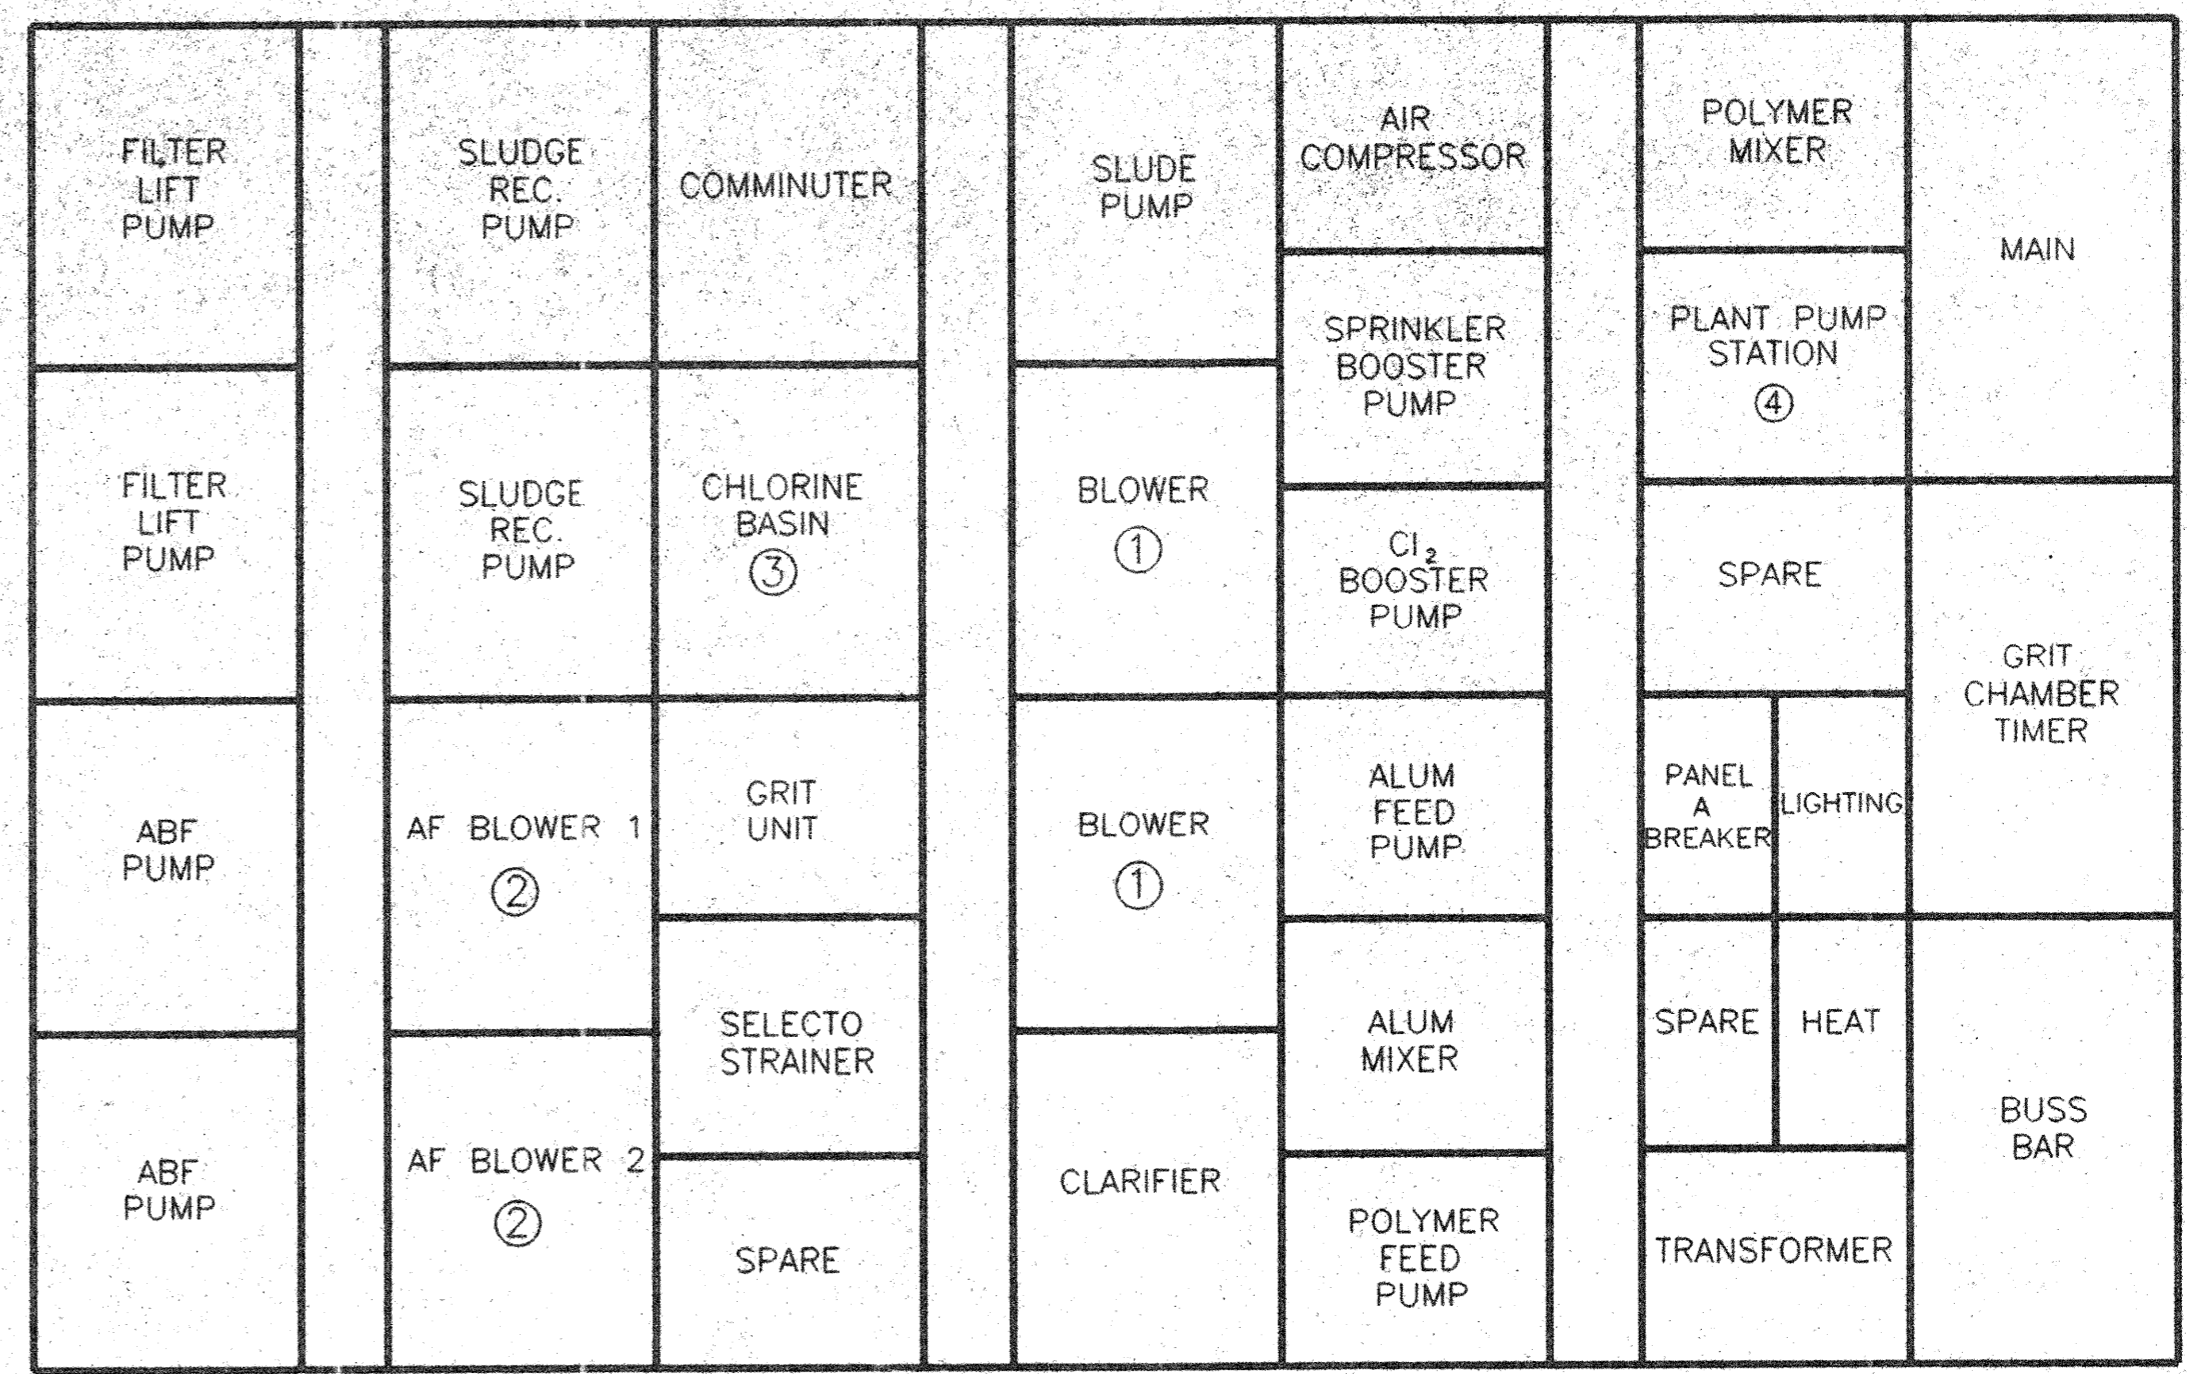 FILTER
LIFT
PUMP
FILTER
LIFT
PUMP
ABF
PUMP
ABF
PUMP
SLUDGE
REC.
PUMP
SLUDGE
REC.
PUMP
AF BLOWER 1
②
AF BLOWER 2
②
COMMINUTER
CHLORINE
BASIN
③
GRIT
UNIT
SELECTO
STRAINER
SPARE
SLUDE
PUMP
BLOWER
①
BLOWER
①
CLARIFIER
AIR
COMPRESSOR
SPRINKLER
BOOSTER
PUMP
Cl₂
BOOSTER
PUMP
ALUM
FEED
PUMP
ALUM
MIXER
POLYMER
FEED
PUMP
POLYMER
MIXER
PLANT PUMP
STATION
④
SPARE
PANEL
A
BREAKER
LIGHTING
SPARE
HEAT
TRANSFORMER
MAIN
GRIT
CHAMBER
TIMER
BUSS
BAR